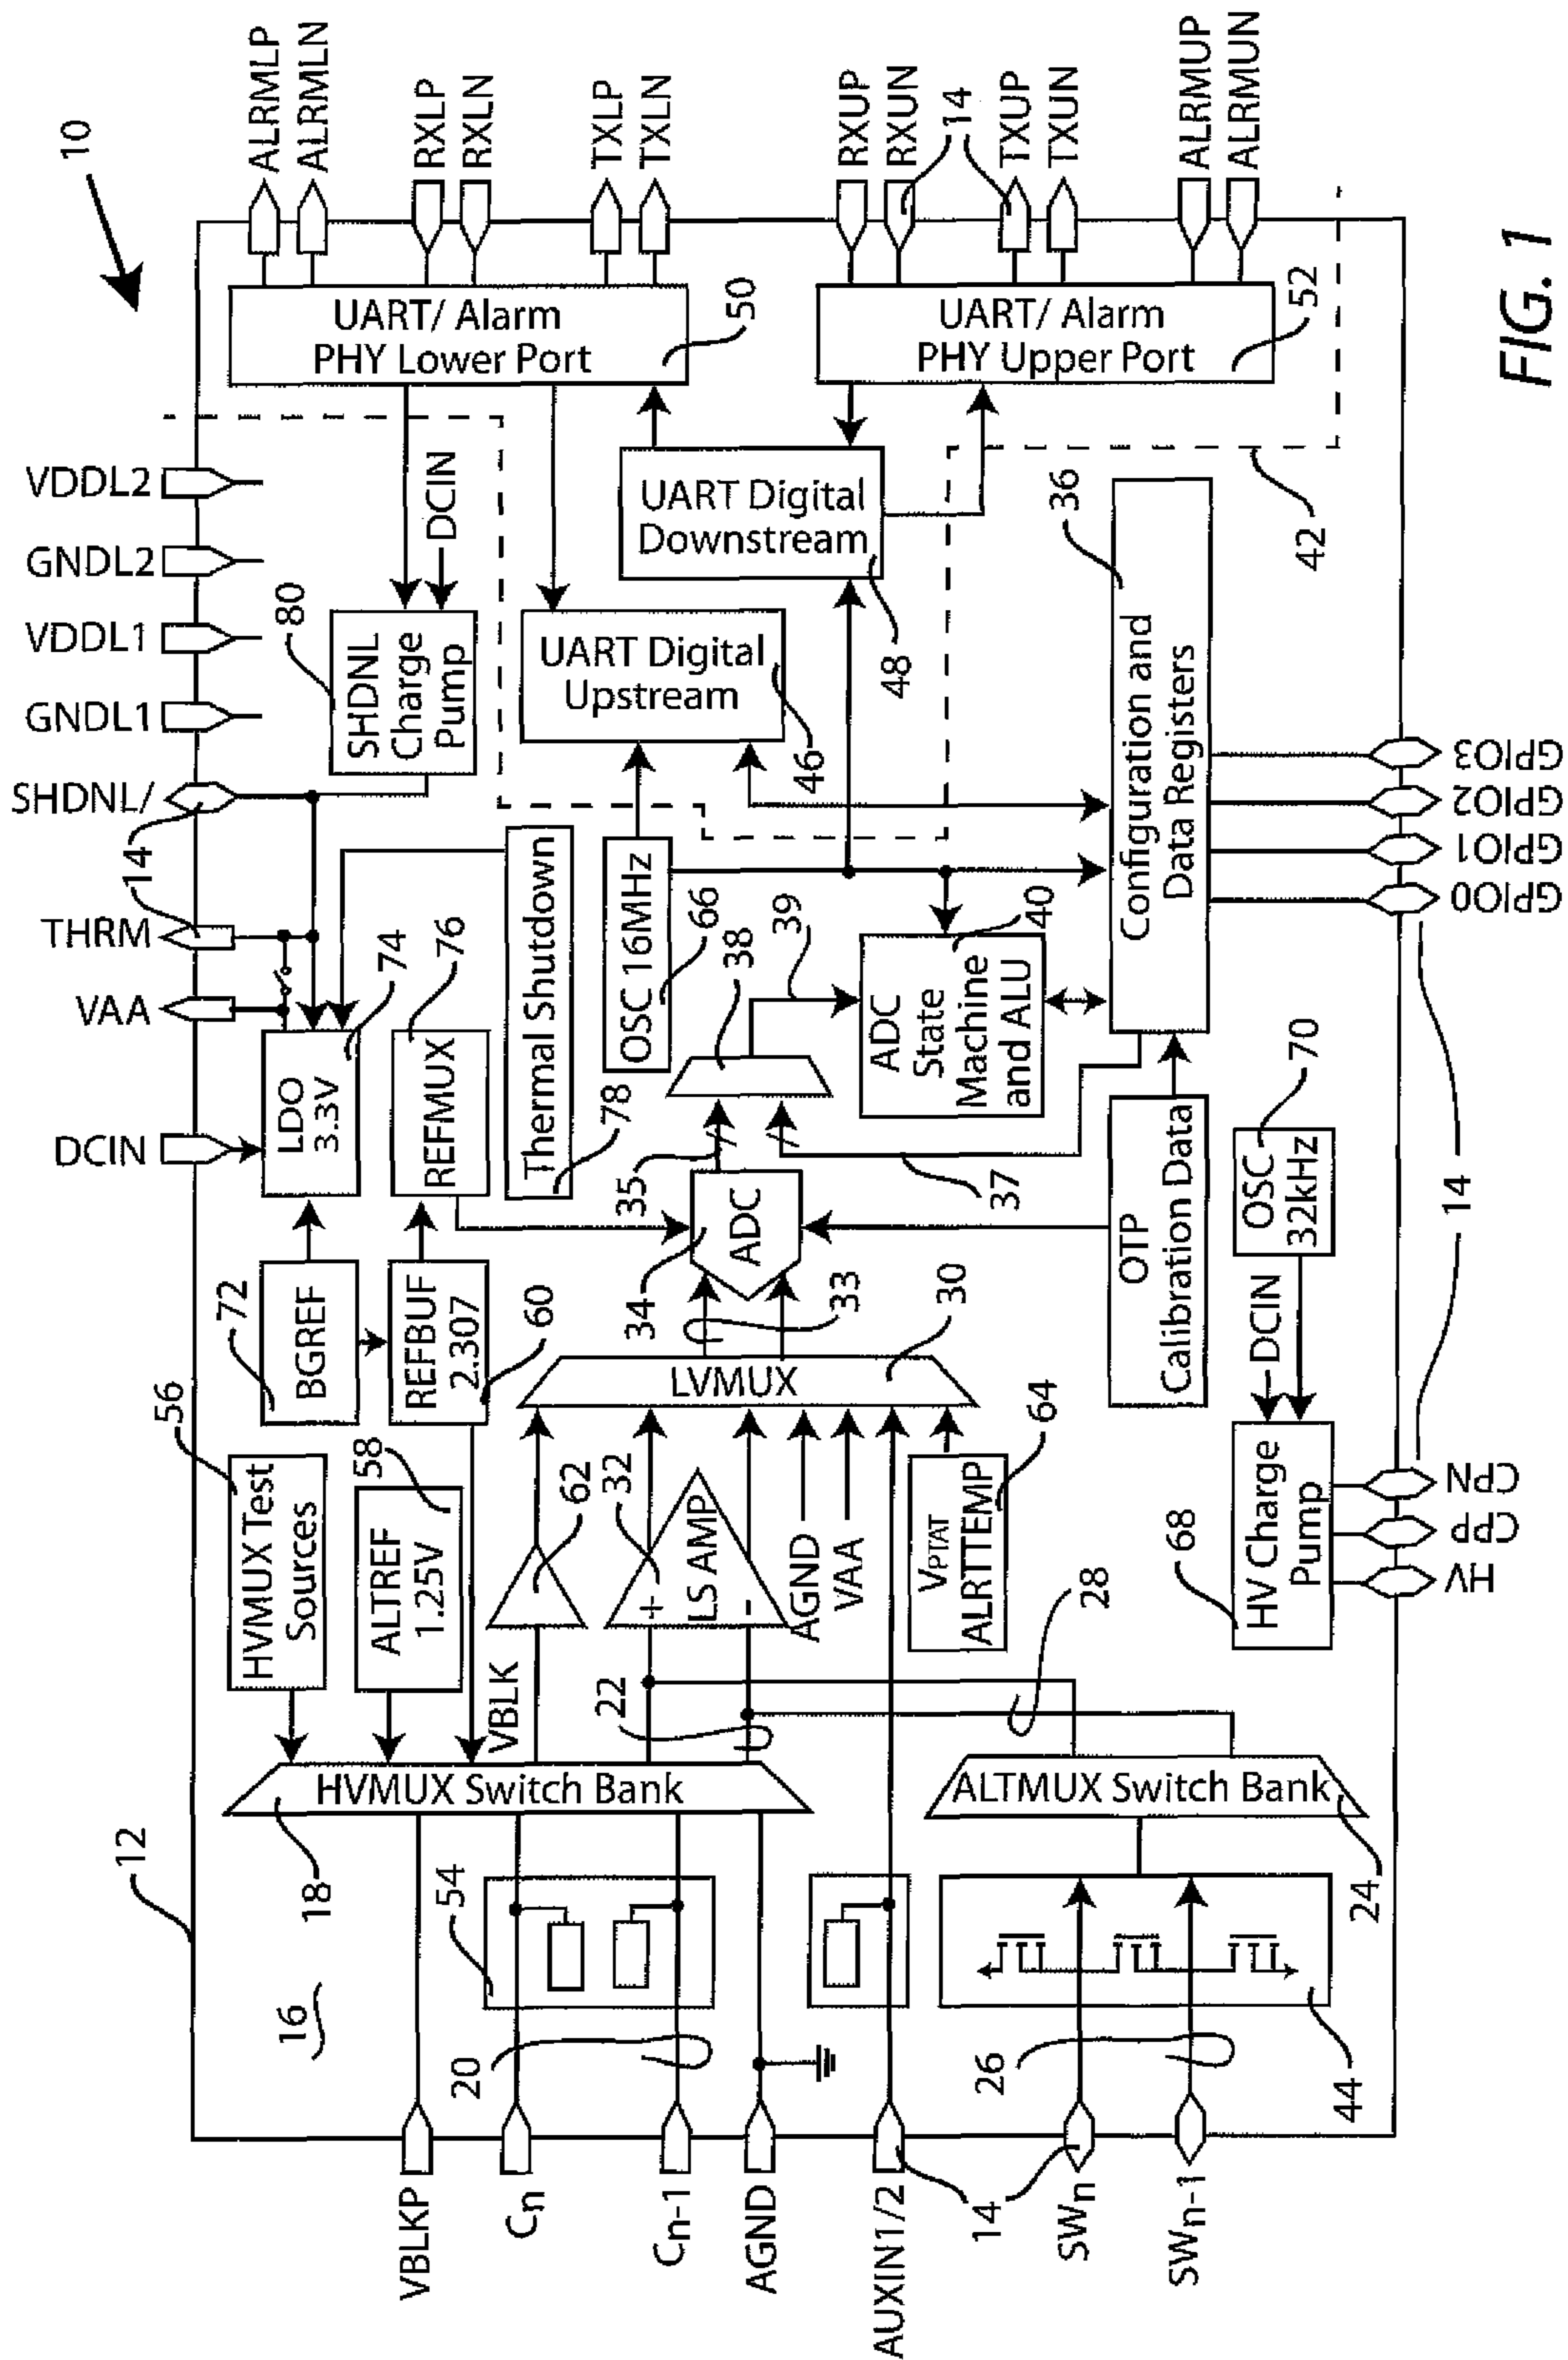 10
12
VDDL2
GNDL2
VDDL1
GNDL1
SHDNL/
14
THRM
VAA
DCIN
ALRMLP
ALRMLN
RXLP
RXLN
TXLP
TXLN
RXUP
RXUN
14
TXUP
TXUN
ALRMUP
ALRMUN
UART/ Alarm
PHY Lower Port
50
UART/ Alarm
PHY Upper Port
52
80
SHDNL
Charge
Pump
DCIN
UART Digital
Upstream
46
UART Digital
Downstream
48
42
36
Configuration and
Data Registers
LDO
3.3V
74
REFMUX
76
Thermal Shutdown
78
OSC 16MHz
66
38
39
ADC
State
Machine
and ALU
40
35
37
ADC
34
33
72
BGREF
REFBUF
2.307
60
OTP
Calibration Data
OSC
32kHz
70
DCIN
HV Charge
Pump
68
56
HVMUX Test
Sources
ALTREF
1.25V
58
62
32
LS AMP
+
-
LVMUX
30
AGND
VAA
VPTAT
ALRTTEMP
64
VBLK
22
28
HVMUX Switch Bank
18
ALTMUX Switch Bank
24
16
54
20
26
44
VBLKP
Cn
Cn-1
AGND
AUXIN1/2
14
SWn
SWn-1
HV
CPP
CPN
14
GPIO0
GPIO1
GPIO2
GPIO3
FIG. 1